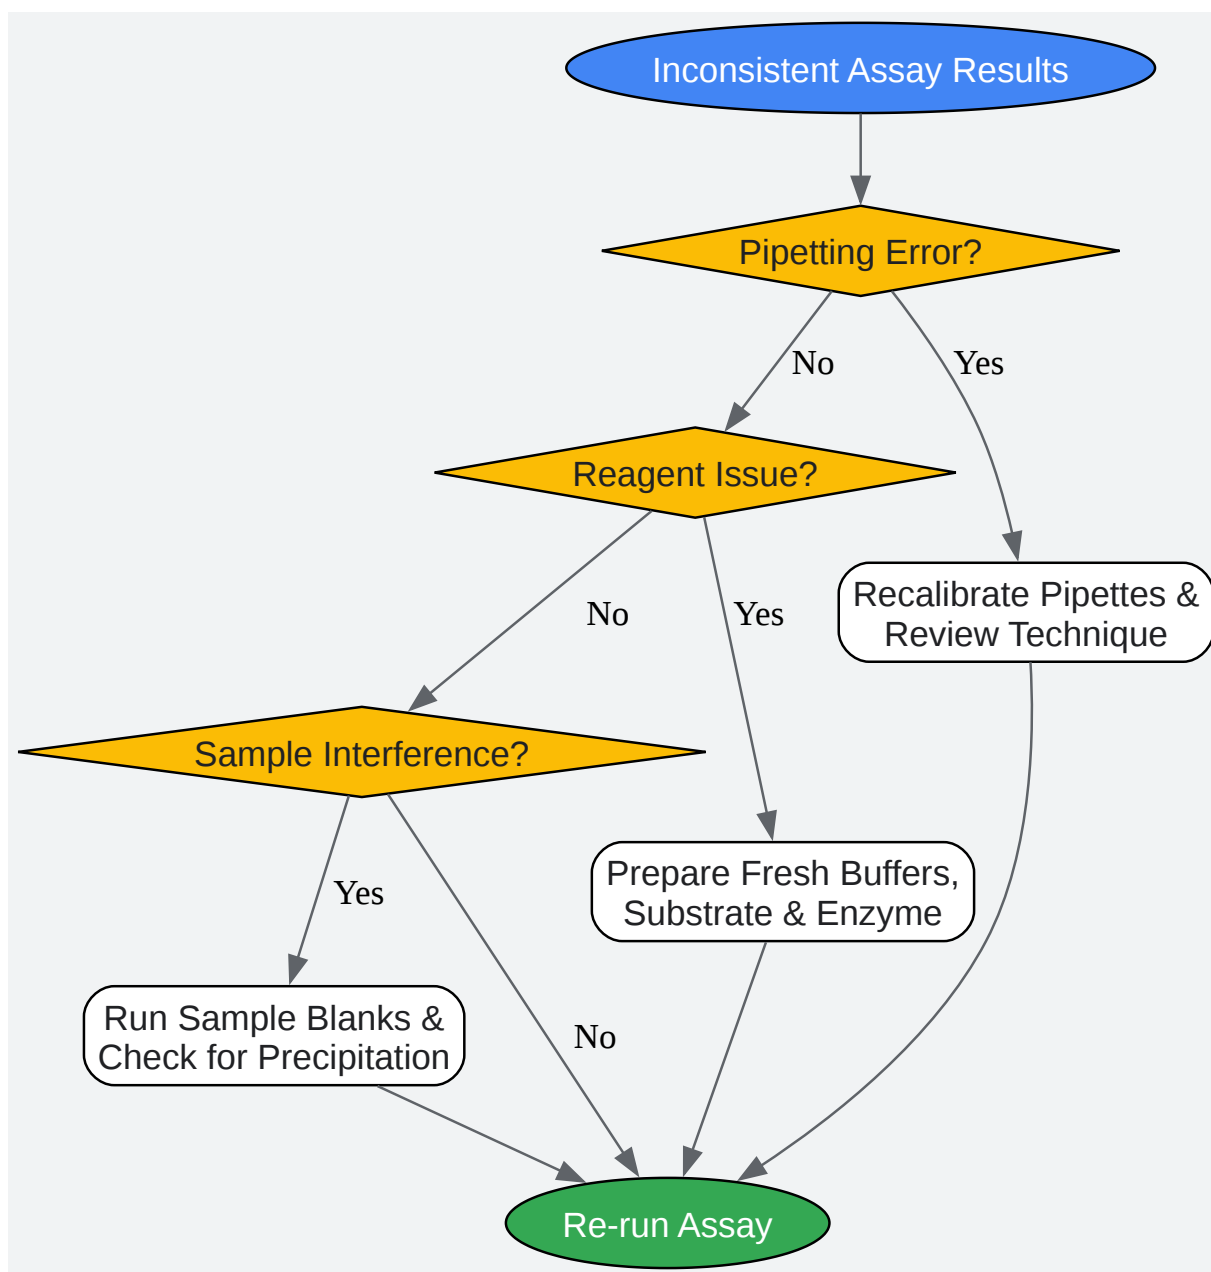 Inconsistent Assay Results
Pipetting Error?
No
Yes
Reagent Issue?
No
Yes
Recalibrate Pipettes &
Review Technique
Sample Interference?
Yes
No
Prepare Fresh Buffers,
Substrate & Enzyme
Run Sample Blanks &
Check for Precipitation
Re-run Assay